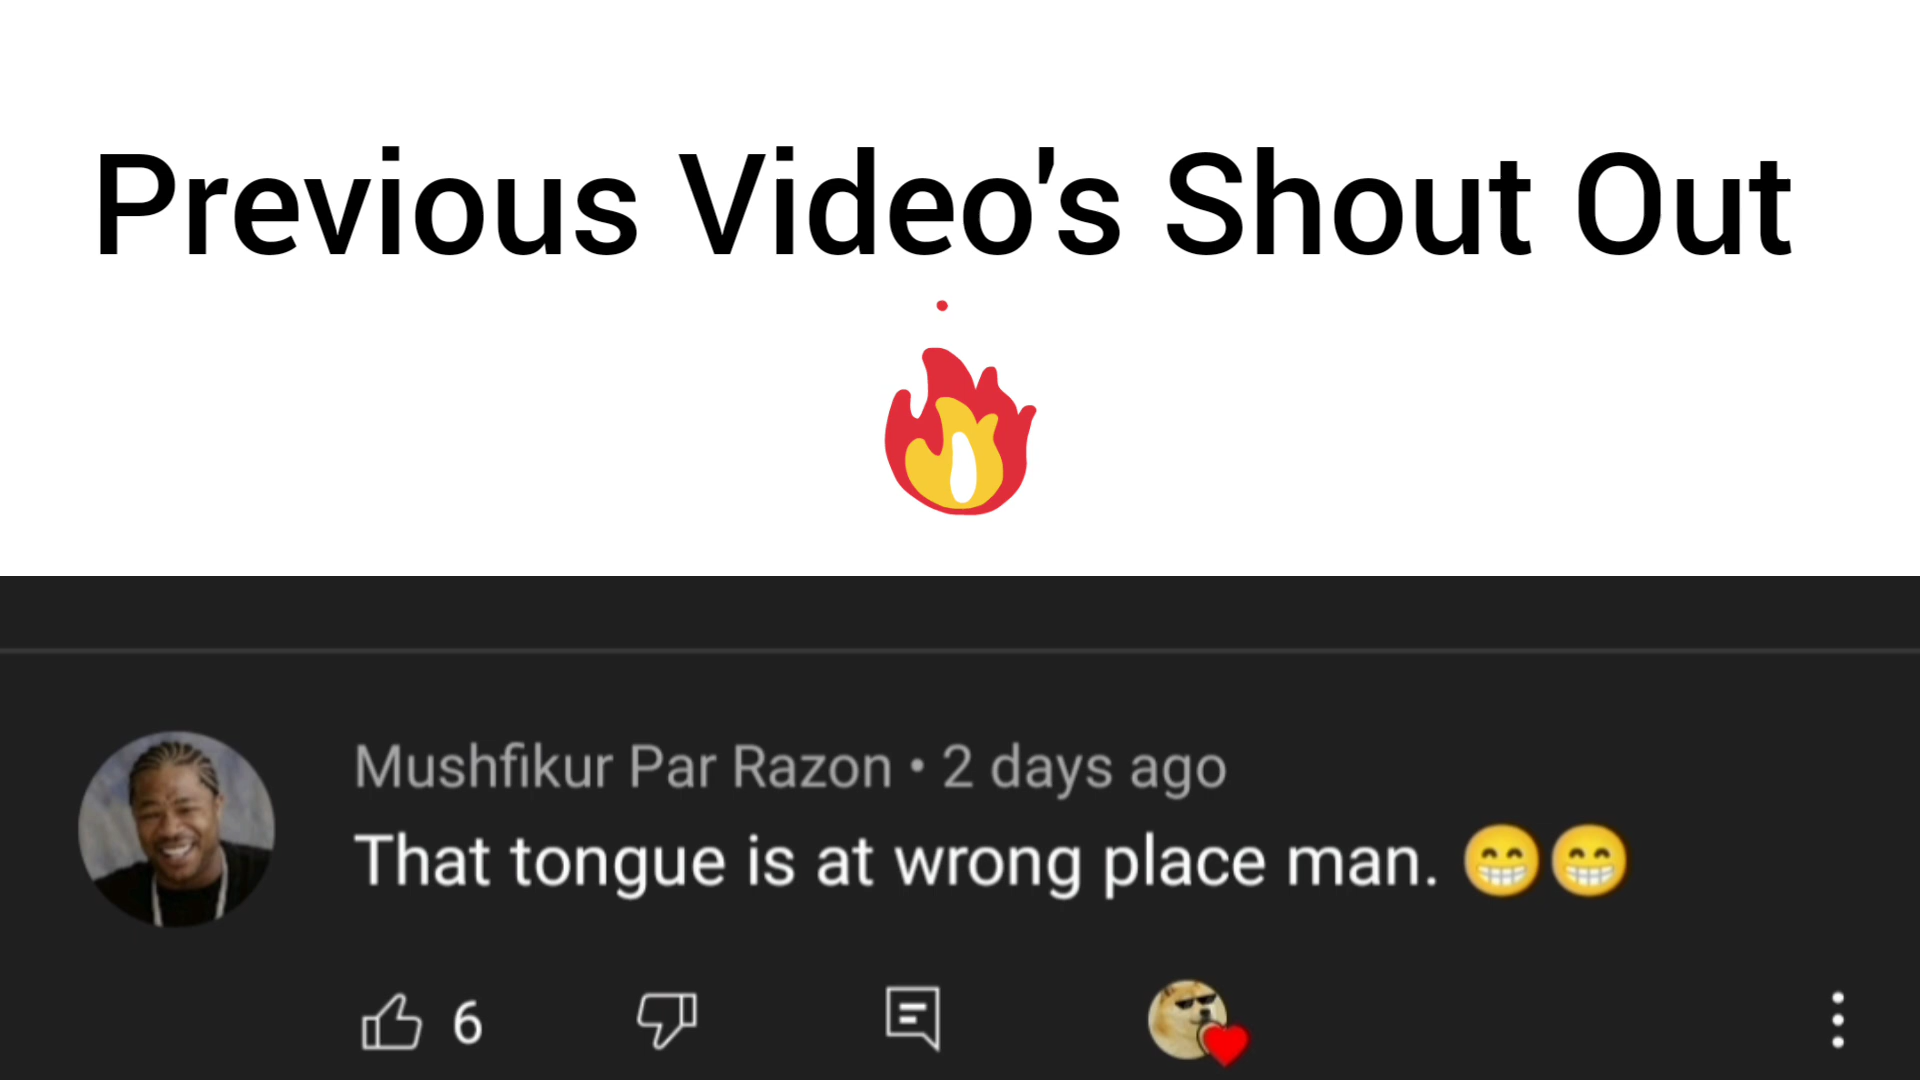 Previous Video's Shout Out
Mushfikur Par Razon • 2 days ago
That tongue is at wrong place man. 😁😁
6